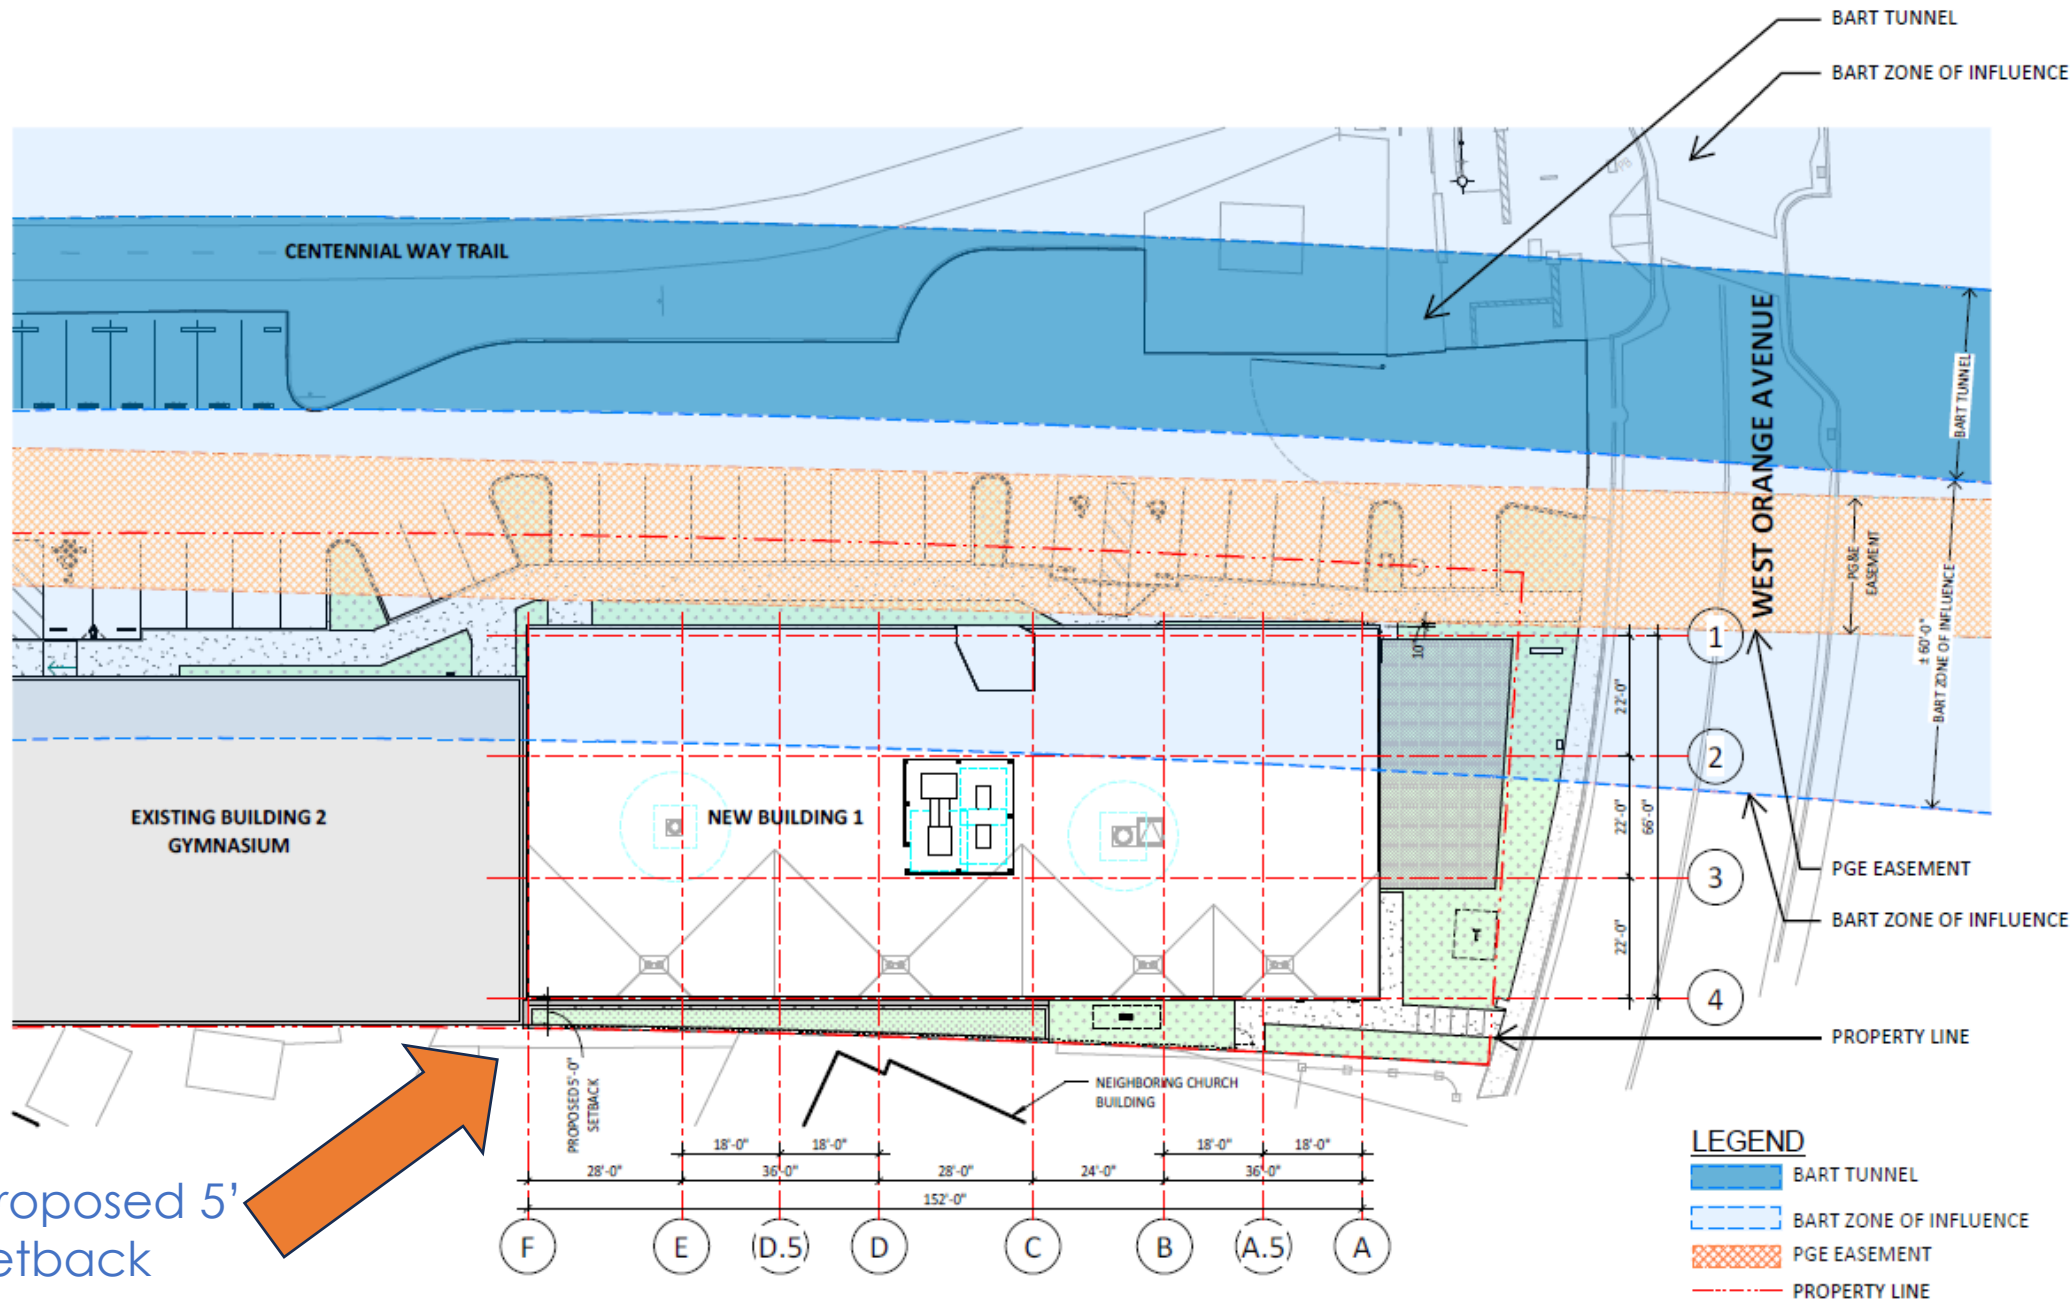 BART TUNNEL
BART ZONE OF INFLUENCE
CENTENNIAL WAY TRAIL
WEST ORANGE AVENUE
BART TUNNEL
PG&E
EASEMENT
±60'-0"
BART ZONE OF INFLUENCE
10"
1
2
3
4
22'-0"
22'-0"
22'-0"
66'-0"
EXISTING BUILDING 2
GYMNASIUM
NEW BUILDING 1
PGE EASEMENT
BART ZONE OF INFLUENCE
PROPERTY LINE
PROPOSED 5'-0"
SETBACK
NEIGHBORING CHURCH
BUILDING
18'-0"
18'-0"
18'-0"
18'-0"
28'-0"
36'-0"
28'-0"
24'-0"
36'-0"
152'-0"
F
E
(D.5)
D
C
B
(A.5)
A
roposed 5'
etback
LEGEND
BART TUNNEL
BART ZONE OF INFLUENCE
PGE EASEMENT
PROPERTY LINE